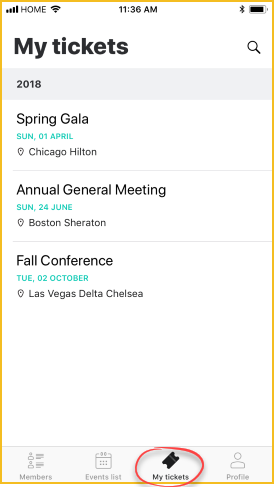 HOME 11:36 AM
My tickets
2018
Spring Gala
SUN, 01 APRIL
Chicago Hilton
Annual General Meeting
SUN, 24 JUNE
Boston Sheraton
Fall Conference
TUE, 02 OCTOBER
Las Vegas Delta Chelsea
Members Events list My tickets Profile